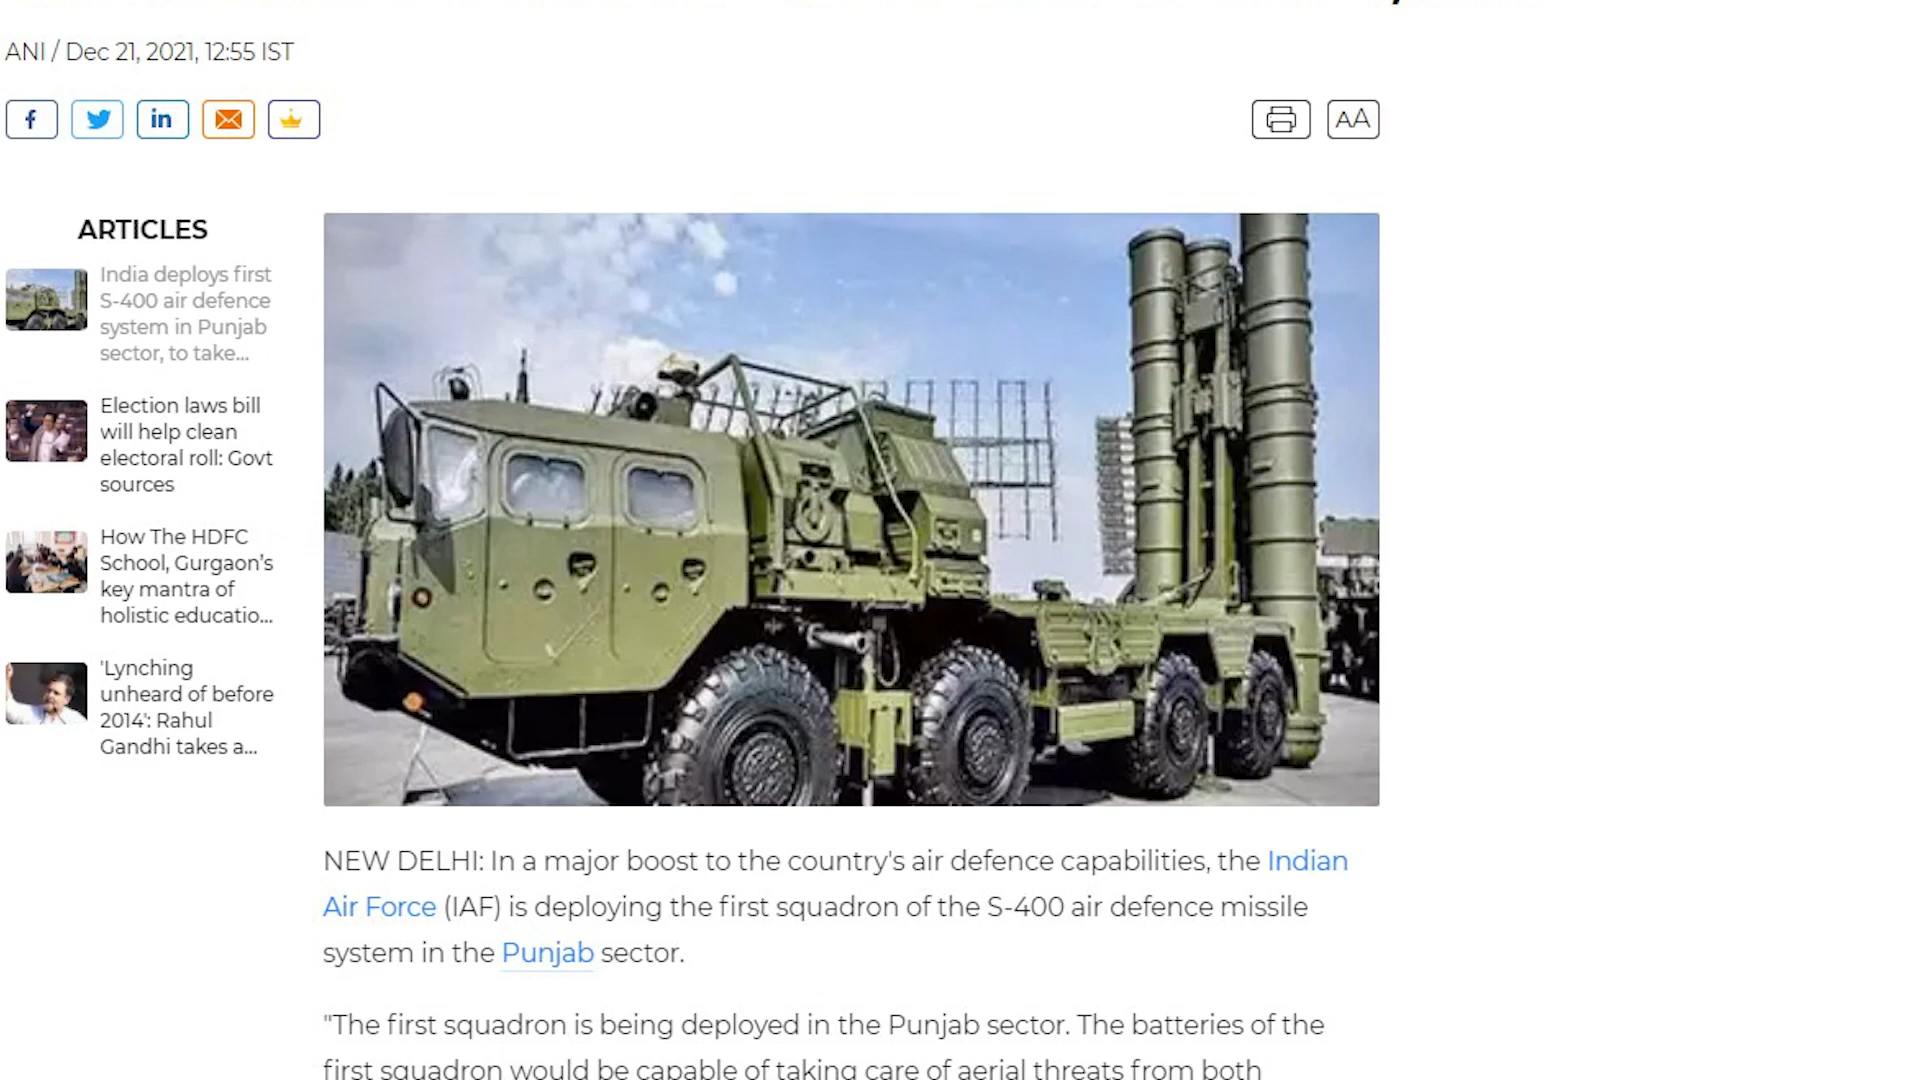 ANI / Dec 21, 2021, 12:55 IST
f
in
AA
ARTICLES
India deploys first
S-400 air defence
system in Punjab
sector, to take...
Election laws bill
will help clean
electoral roll: Govt
sources
How The HDFC
School, Gurgaon's
key mantra of
holistic educatio...
'Lynching
unheard of before
2014': Rahul
Gandhi takes a...
NEW DELHI: In a major boost to the country's air defence capabilities, the Indian
Air Force (IAF) is deploying the first squadron of the S-400 air defence missile
system in the Punjab sector.
"The first squadron is being deployed in the Punjab sector. The batteries of the
first squadron would be capable of taking care of aerial threats from both